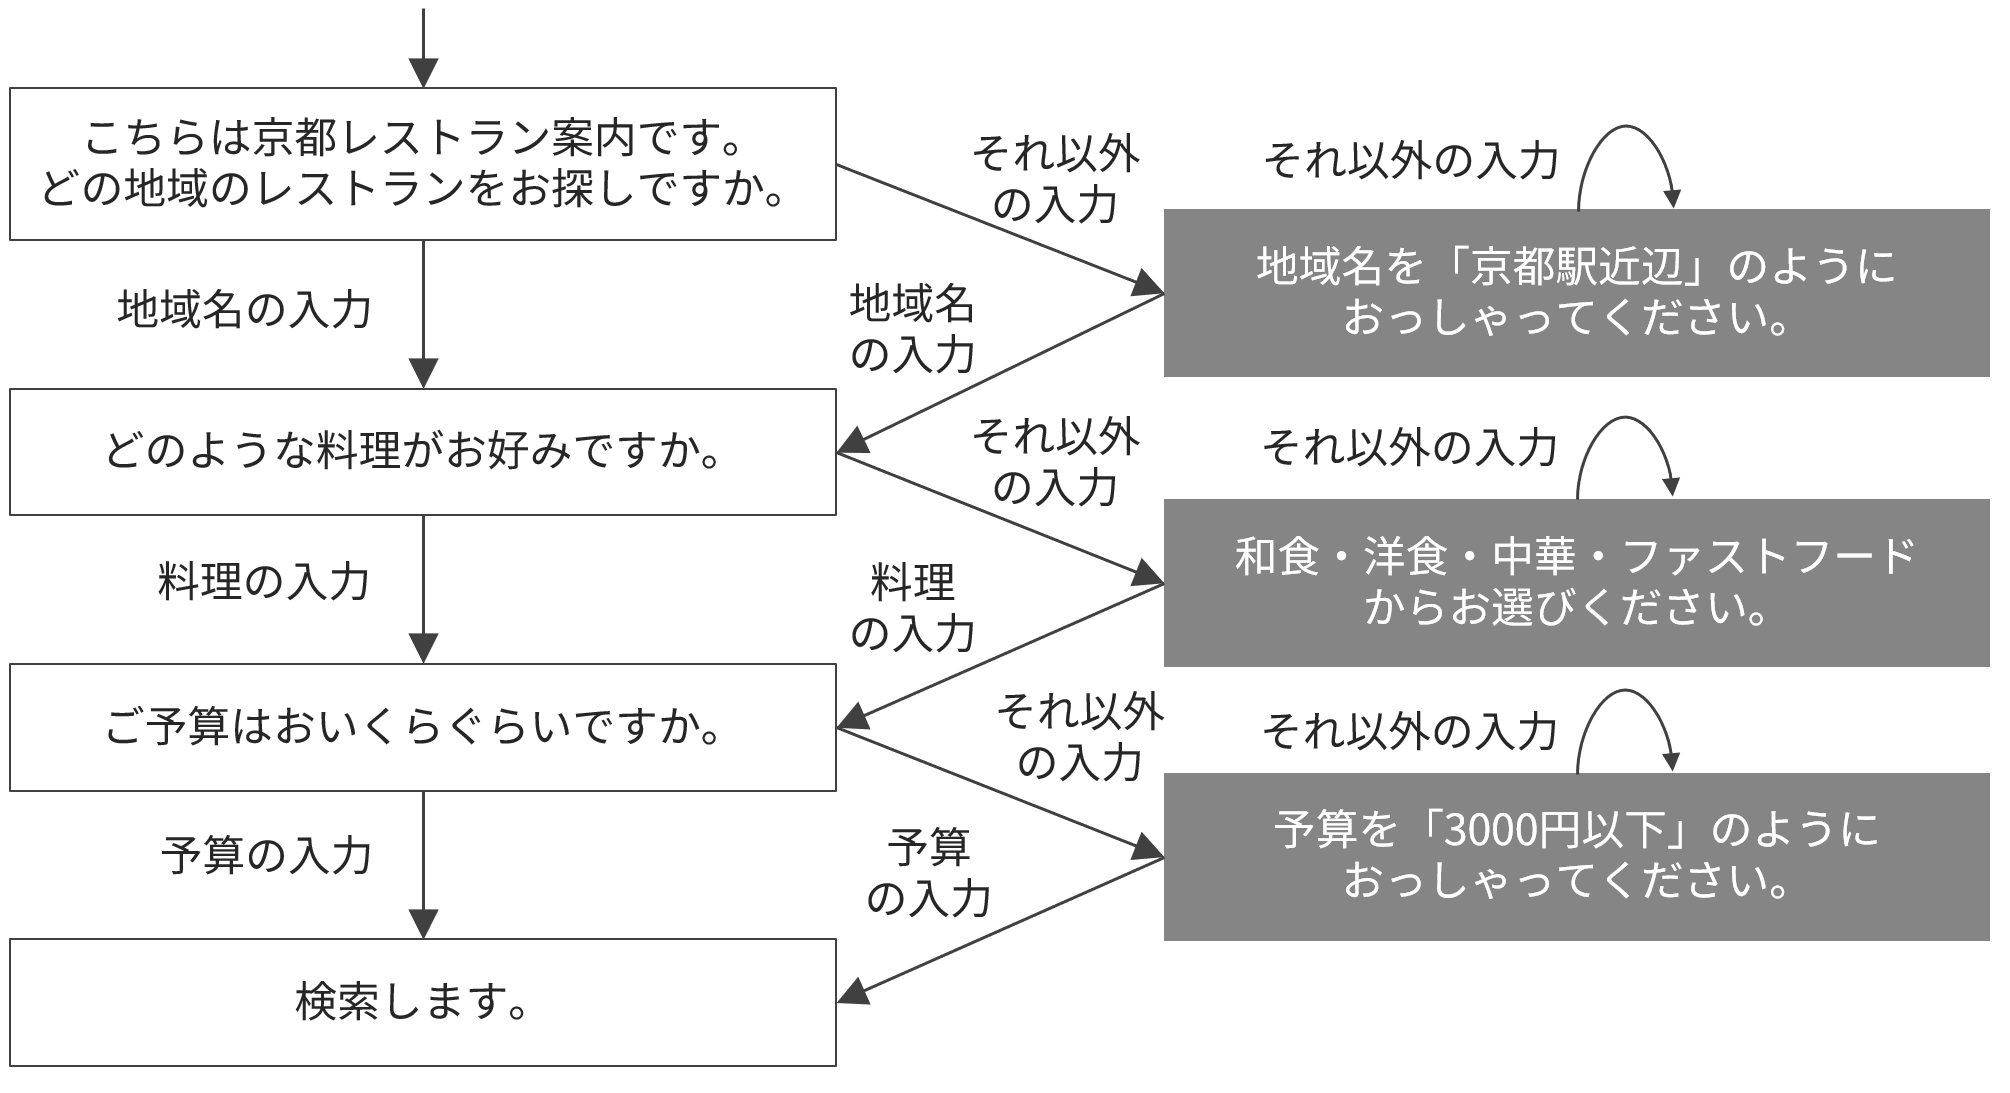 こちらは京都レストラン案内です。
どの地域のレストランをお探しですか。
それ以外
の入力
それ以外の入力
地域名を「京都駅近辺」のように
おっしゃってください。
地域名の入力
地域名
の入力
どのような料理がお好みですか。
それ以外
の入力
それ以外の入力
和食・洋食・中華・ファストフード
からお選びください。
料理の入力
料理
の入力
ご予算はおいくらぐらいですか。
それ以外
の入力
それ以外の入力
予算を「3000円以下」のように
おっしゃってください。
予算の入力
予算
の入力
検索します。